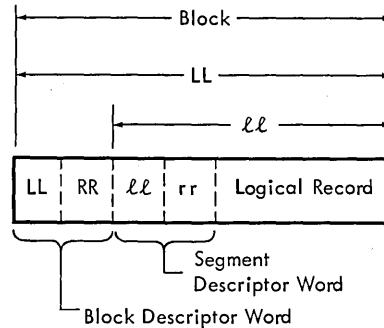 Block
LL
ℓℓ
LL RR ℓℓ rr Logical Record
Segment
Descriptor Word
Block Descriptor Word